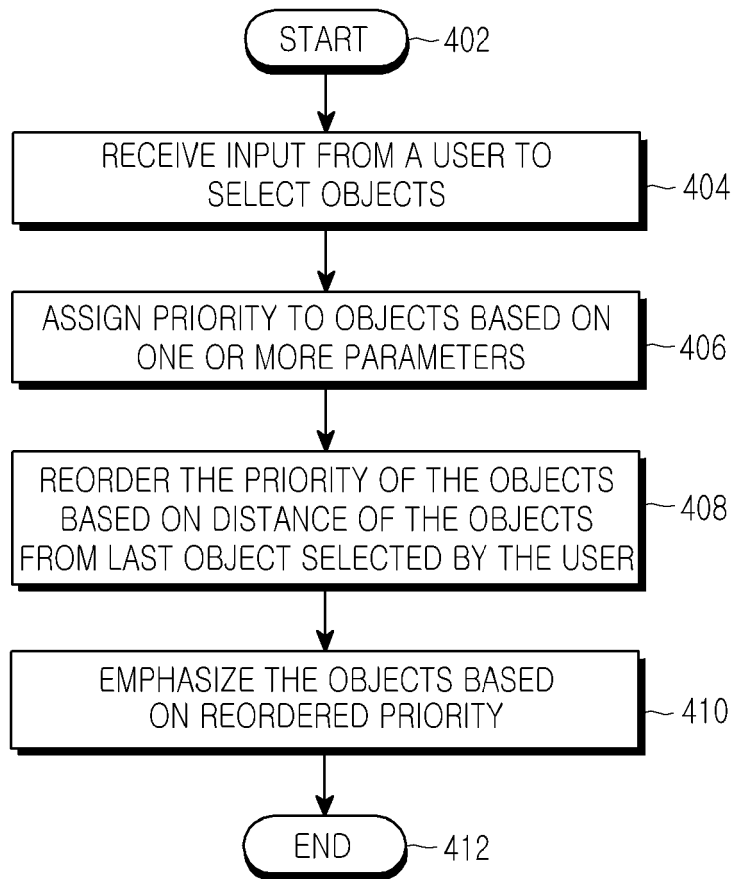 START
402
RECEIVE INPUT FROM A USER TO
SELECT OBJECTS
404
ASSIGN PRIORITY TO OBJECTS BASED ON
ONE OR MORE PARAMETERS
406
REORDER THE PRIORITY OF THE OBJECTS
BASED ON DISTANCE OF THE OBJECTS
FROM LAST OBJECT SELECTED BY THE USER
408
EMPHASIZE THE OBJECTS BASED
ON REORDERED PRIORITY
410
END
412